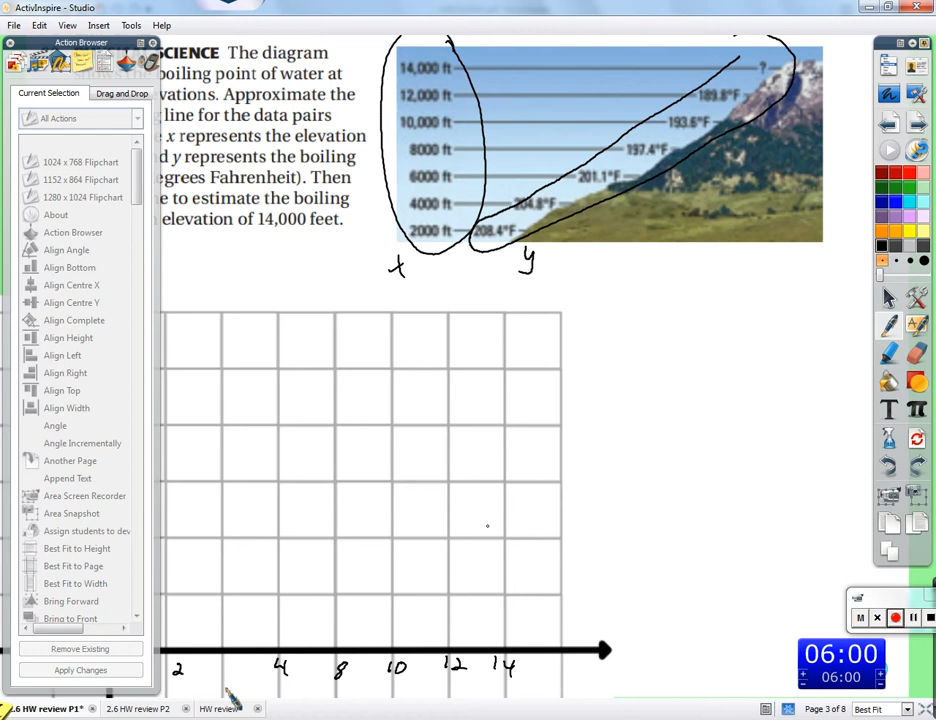 ActivInspire - Studio
File Edit View Insert Tools Help
Action Browser
Current Selection Drag and Drop
All Actions
1024 x 768 Flipchart
1152 x 864 Flipchart
1280 x 1024 Flipchart
About
Action Browser
Align Angle
Align Bottom
Align Centre X
Align Centre Y
Align Complete
Align Height
Align Left
Align Right
Align Top
Align Width
Angle
Angle Incrementally
Another Page
Append Text
Area Screen Recorder
Area Snapshot
Assign students to dev
Best Fit to Height
Best Fit to Page
Best Fit to Width
Bring Forward
Bring to Front
Remove Existing
Apply Changes
SCIENCE The diagram
boiling point of water at
vations. Approximate the
line for the data pairs
x represents the elevation
d y represents the boiling
egrees Fahrenheit). Then
e to estimate the boiling
elevation of 14,000 feet.
14,000 ft ?
12,000 ft 189.8°F
10,000 ft 193.6°F
8000 ft 197.4°F
6000 ft 201.1°F
4000 ft 204.8°F
2000 ft 208.4°F
x y
2 4 8 10 12 14
M
06:00
06:00
2.6 HW review P1* 2.6 HW review P2 HW review
Page 3 of 8 Best Fit